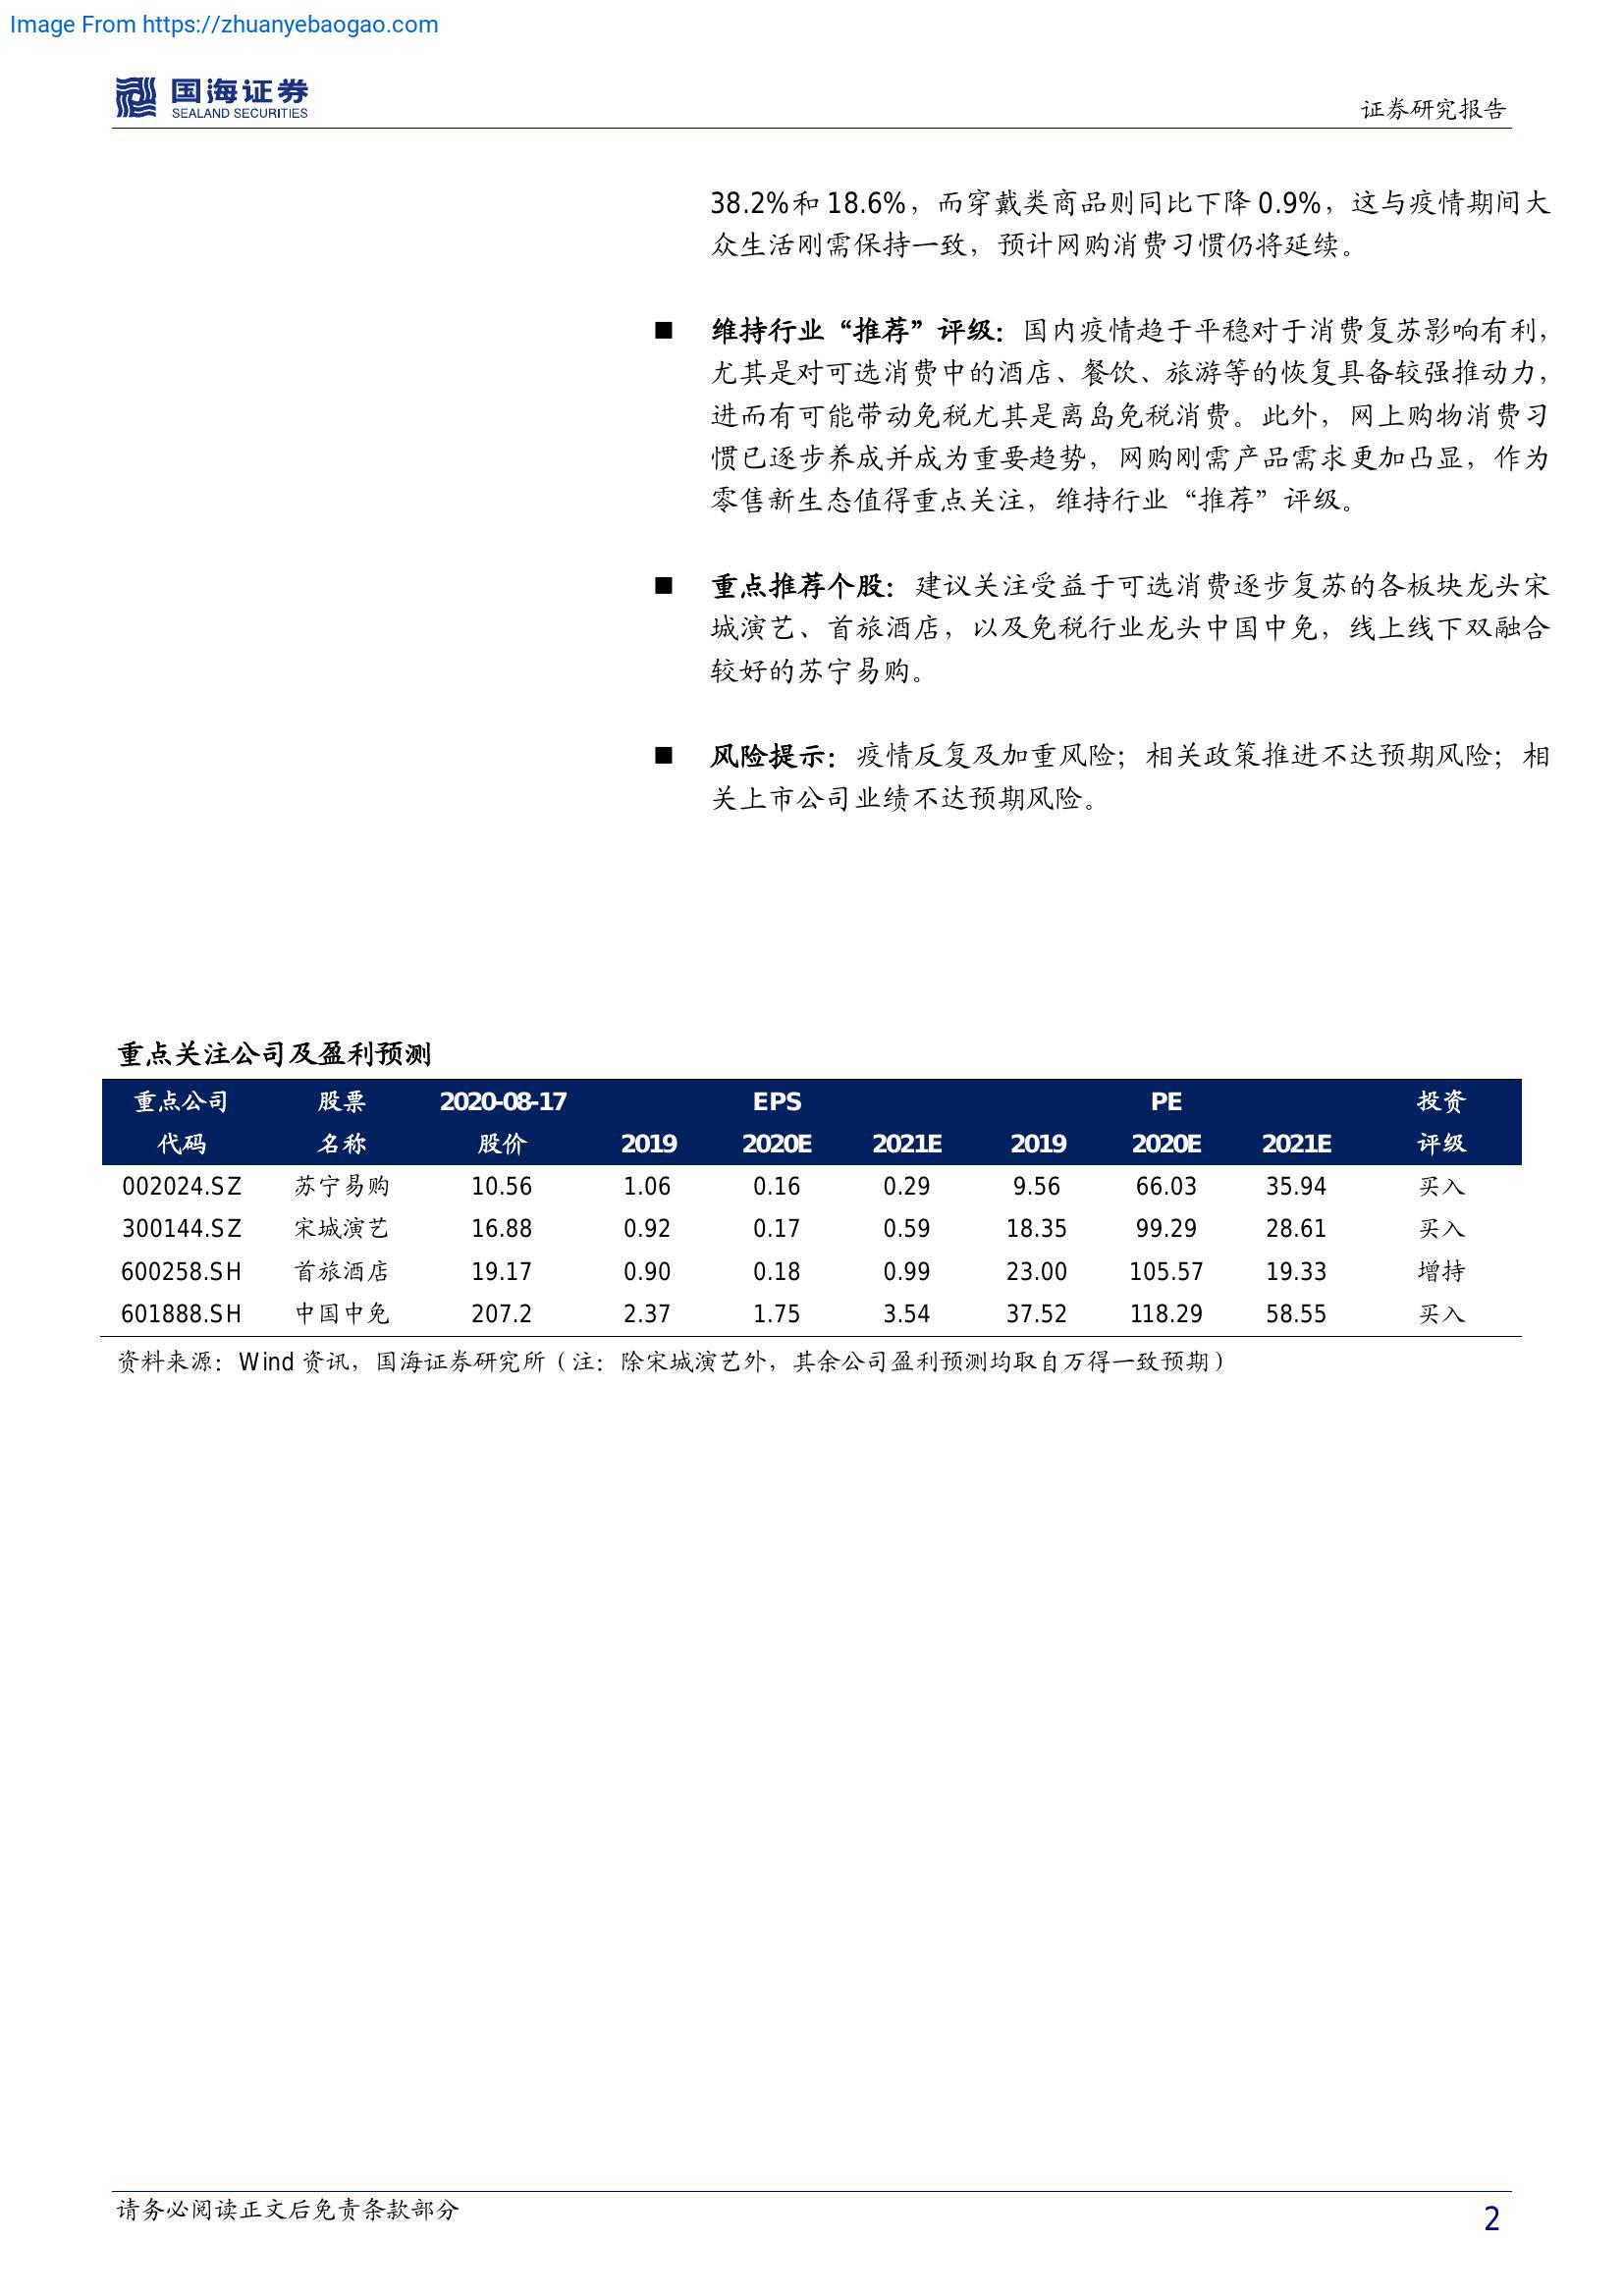 Image From https://zhuanyebaogao.com
国海证券
SEALAND SECURITIES
证券研究报告
38.2%和 18.6%，而穿戴类商品则同比下降 0.9%，这与疫情期间大
众生活刚需保持一致，预计网购消费习惯仍将延续。
■ 维持行业“推荐”评级：国内疫情趋于平稳对于消费复苏影响有利，
尤其是对可选消费中的酒店、餐饮、旅游等的恢复具备较强推动力，
进而有可能带动免税尤其是离岛免税消费。此外，网上购物消费习
惯已逐步养成并成为重要趋势，网购刚需产品需求更加凸显，作为
零售新生态值得重点关注，维持行业“推荐”评级。
■ 重点推荐个股：建议关注受益于可选消费逐步复苏的各板块龙头宋
城演艺、首旅酒店，以及免税行业龙头中国中免，线上线下双融合
较好的苏宁易购。
■ 风险提示：疫情反复及加重风险；相关政策推进不达预期风险；相
关上市公司业绩不达预期风险。
重点关注公司及盈利预测
重点公司 股票 2020-08-17 EPS PE 投资
代码 名称 股价 2019 2020E 2021E 2019 2020E 2021E 评级
002024.SZ 苏宁易购 10.56 1.06 0.16 0.29 9.56 66.03 35.94 买入
300144.SZ 宋城演艺 16.88 0.92 0.17 0.59 18.35 99.29 28.61 买入
600258.SH 首旅酒店 19.17 0.90 0.18 0.99 23.00 105.57 19.33 增持
601888.SH 中国中免 207.2 2.37 1.75 3.54 37.52 118.29 58.55 买入
资料来源：Wind 资讯，国海证券研究所（注：除宋城演艺外，其余公司盈利预测均取自万得一致预期）
请务必阅读正文后免责条款部分
2